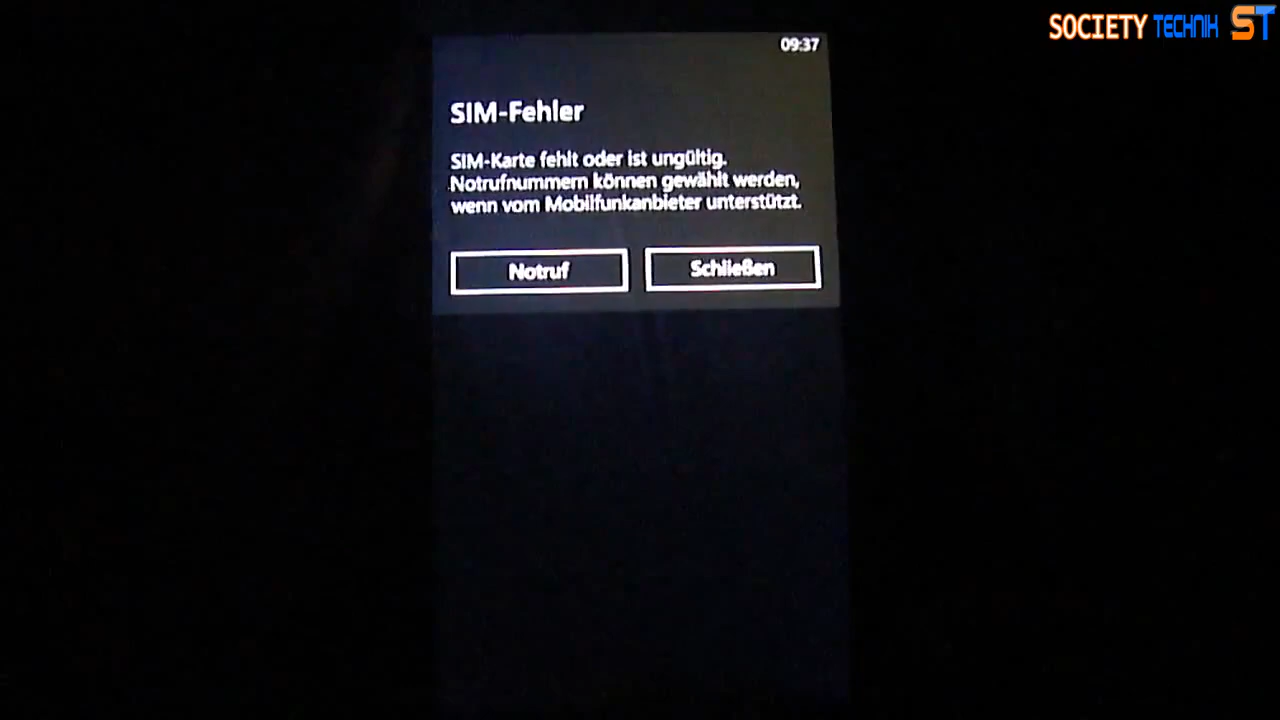 SOCIETY TECHNIK ST
09:37
SIM-Fehler
SIM-Karte fehlt oder ist ungültig.
Notrufnummern können gewählt werden,
wenn vom Mobilfunkanbieter unterstützt.
Notruf Schließen